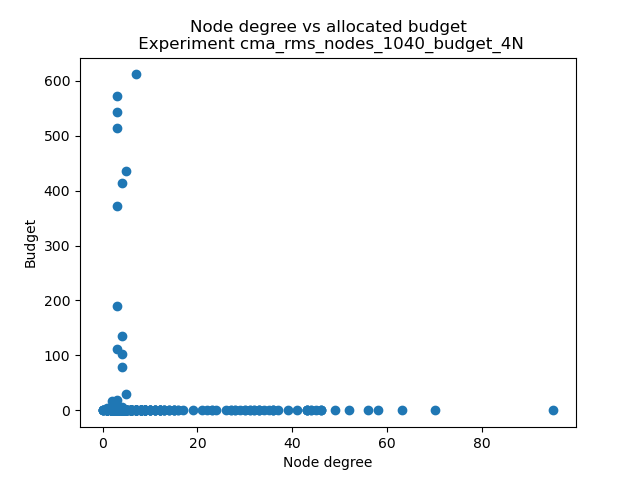 Node degree vs allocated budget
Experiment cma_rms_nodes_1040_budget_4N
600
500
400
300
200
100
0
Budget
0 20 40 60 80
Node degree